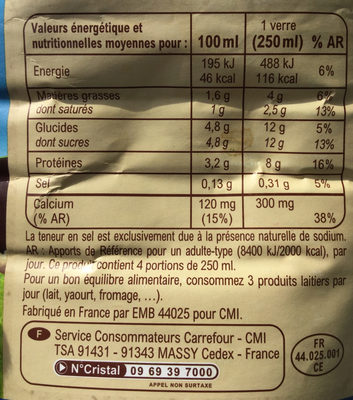 Valeurs énergétique et
nutritionnelles moyennes pour : 100 ml 1 verre (250 ml) % AR
Energie 195 kJ 488 kJ
46 kcal 116 kcal 6%
Matières grasses 1,6 g 4 g 6%
dont saturés 1 g 2,5 g 13%
Glucides 4,8 g 12 g 5%
dont sucres 4,8 g 12 g 13%
Protéines 3,2 g 8 g 16%
Sel 0,13 g 0,31 g 5%
Calcium 120 mg 300 mg
(% AR) (15%) 38%
La teneur en sel est exclusivement due à la présence naturelle de sodium.
AR : Apports de Référence pour un adulte-type (8400 kJ/2000 kcal), par
jour. Ce produit contient 4 portions de 250 ml.
Pour un bon équilibre alimentaire, consommez 3 produits laitiers par
jour (lait, yaourt, fromage, ...).
Fabriqué en France par EMB 44025 pour CMI.
F Service Consommateurs Carrefour - CMI
TSA 91431 - 91343 MASSY Cedex - France
N°Cristal 09 69 39 7000
APPEL NON SURTAXE
FR
44.025.001
CE